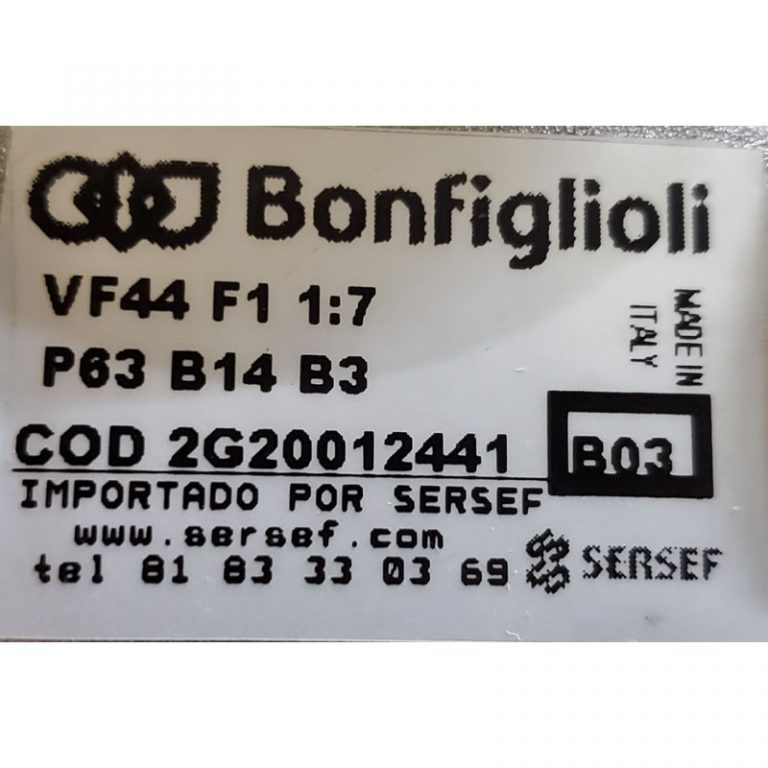 Bonfiglioli
VF44 F1 1:7
P63 B14 B3
MADE IN
ITALY
COD 2G20012441
B03
IMPORTADO POR SERSEF
www.sersef.com
tel 81 83 33 03 69
SERSEF